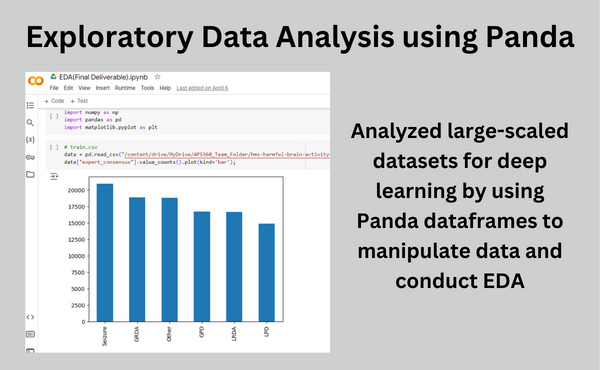 Exploratory Data Analysis using Panda
EDA(Final Deliverable).ipynb
File Edit View Insert Runtime Tools Help Last edited on April 6
+ Code + Text
[ ] import numpy as np
import pandas as pd
import matplotlib.pyplot as plt
[ ] # train.csv
data = pd.read_csv("/content/drive/MyDrive/APS360_Team_Folder/hms-harmful-brain-activity
data["expert_consensus"].value_counts().plot(kind='bar');
20000
17500
15000
12500
10000
7500
5000
2500
0
Seizure
GRDA
Other
GPD
LRDA
LPD
Analyzed large-scaled
datasets for deep
learning by using
Panda dataframes to
manipulate data and
conduct EDA